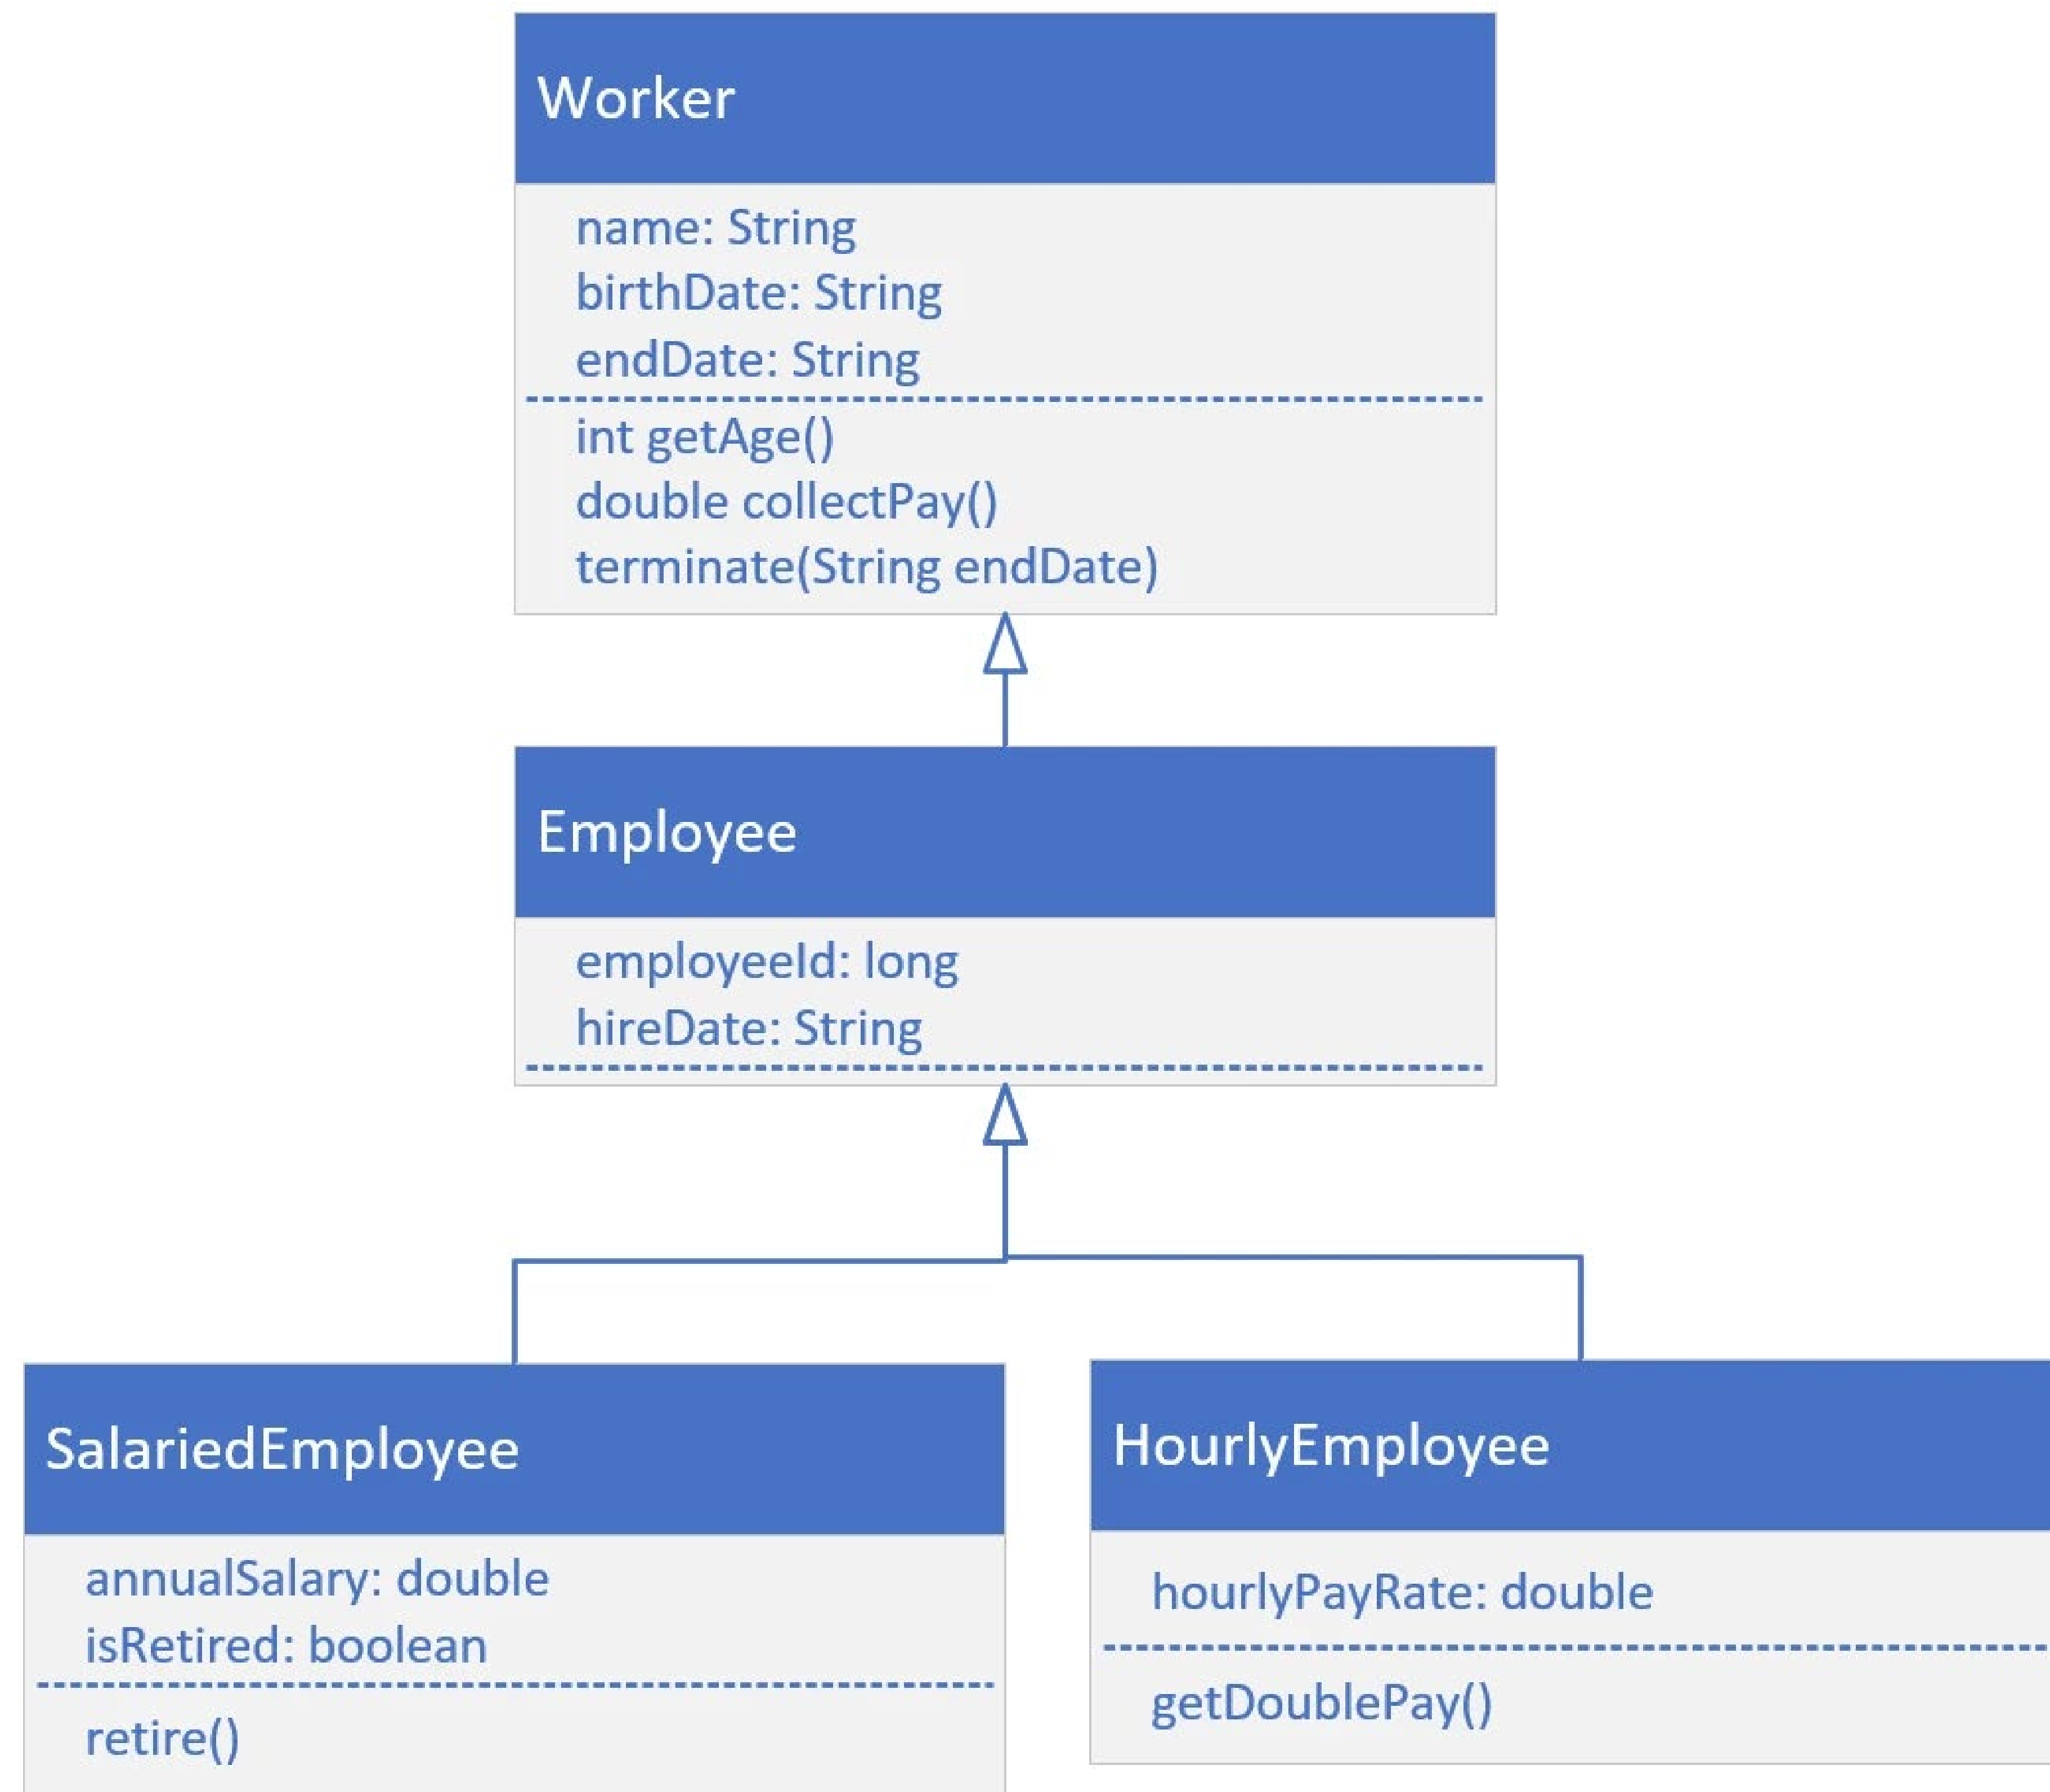 Worker
name: String
birthDate: String
endDate: String
int getAge()
double collectPay()
terminate(String endDate)
Employee
employeeId: long
hireDate: String
SalariedEmployee
annualSalary: double
isRetired: boolean
retire()
HourlyEmployee
hourlyPayRate: double
getDoublePay()